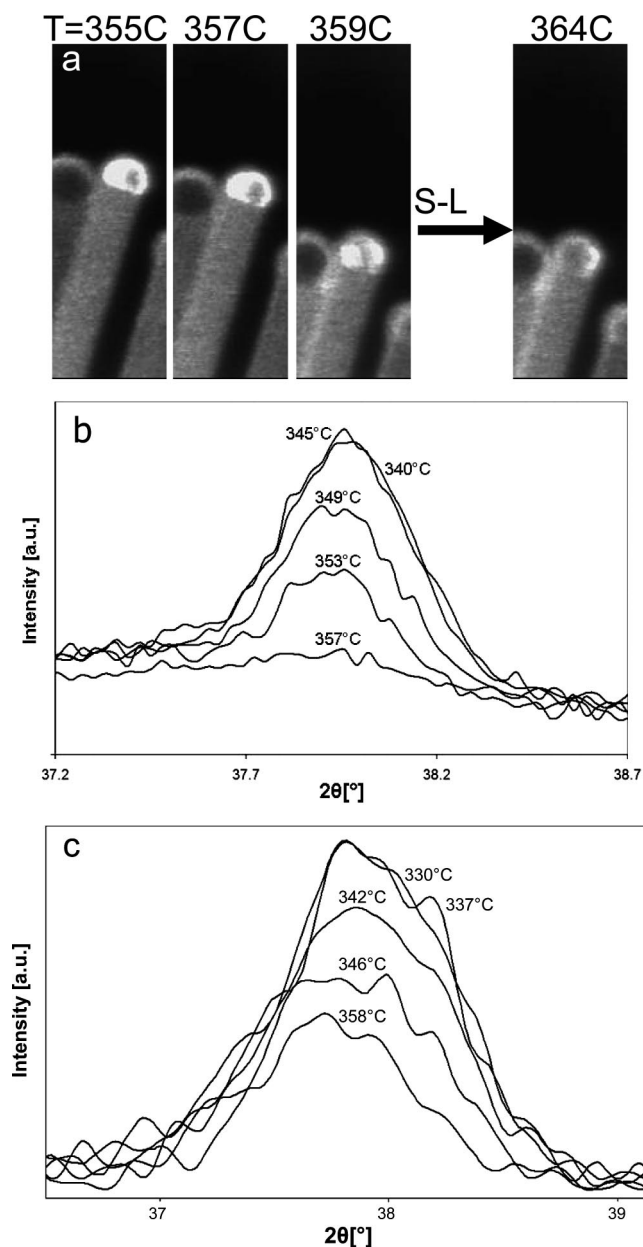 T=355C 357C 359C 364C
a
S-L
b
345°C
340°C
349°C
353°C
357°C
Intensity [a.u.]
37.2 37.7 38.2 38.7
2θ[°]
c
330°C
342°C
337°C
346°C
358°C
Intensity [a.u.]
37 38 39
2θ[°]